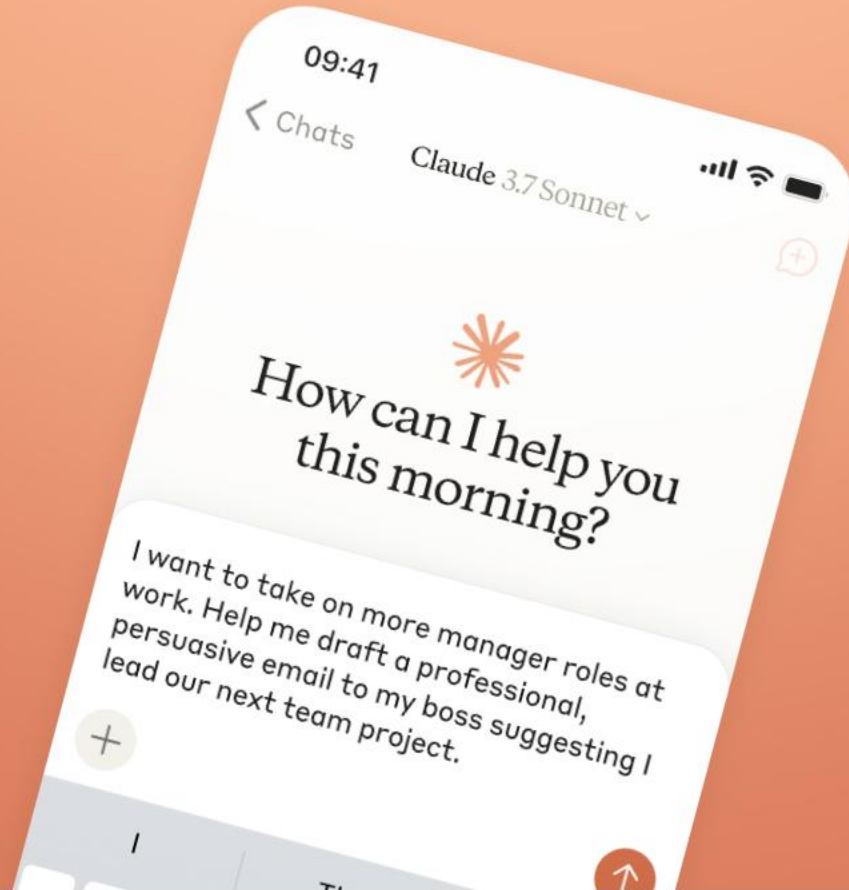 09:41
Chats
Claude 3.7 Sonnet
How can I help you
this morning?
I want to take on more manager roles at
work. Help me draft a professional,
persuasive email to my boss suggesting I
lead our next team project.
I